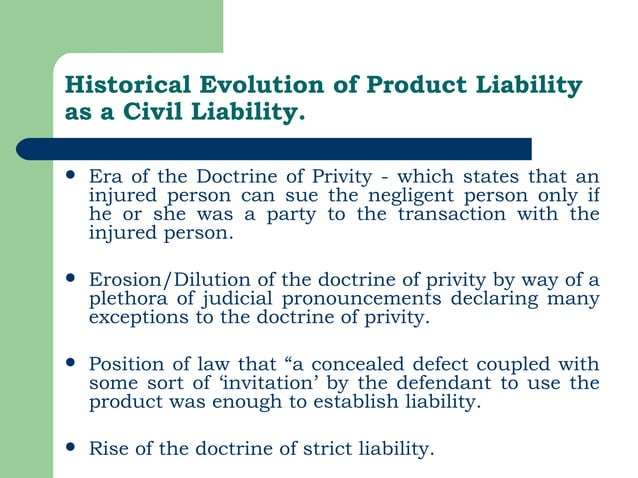 Historical Evolution of Product Liability
as a Civil Liability.
● Era of the Doctrine of Privity - which states that an
injured person can sue the negligent person only if
he or she was a party to the transaction with the
injured person.
● Erosion/Dilution of the doctrine of privity by way of a
plethora of judicial pronouncements declaring many
exceptions to the doctrine of privity.
● Position of law that “a concealed defect coupled with
some sort of ‘invitation’ by the defendant to use the
product was enough to establish liability.
● Rise of the doctrine of strict liability.